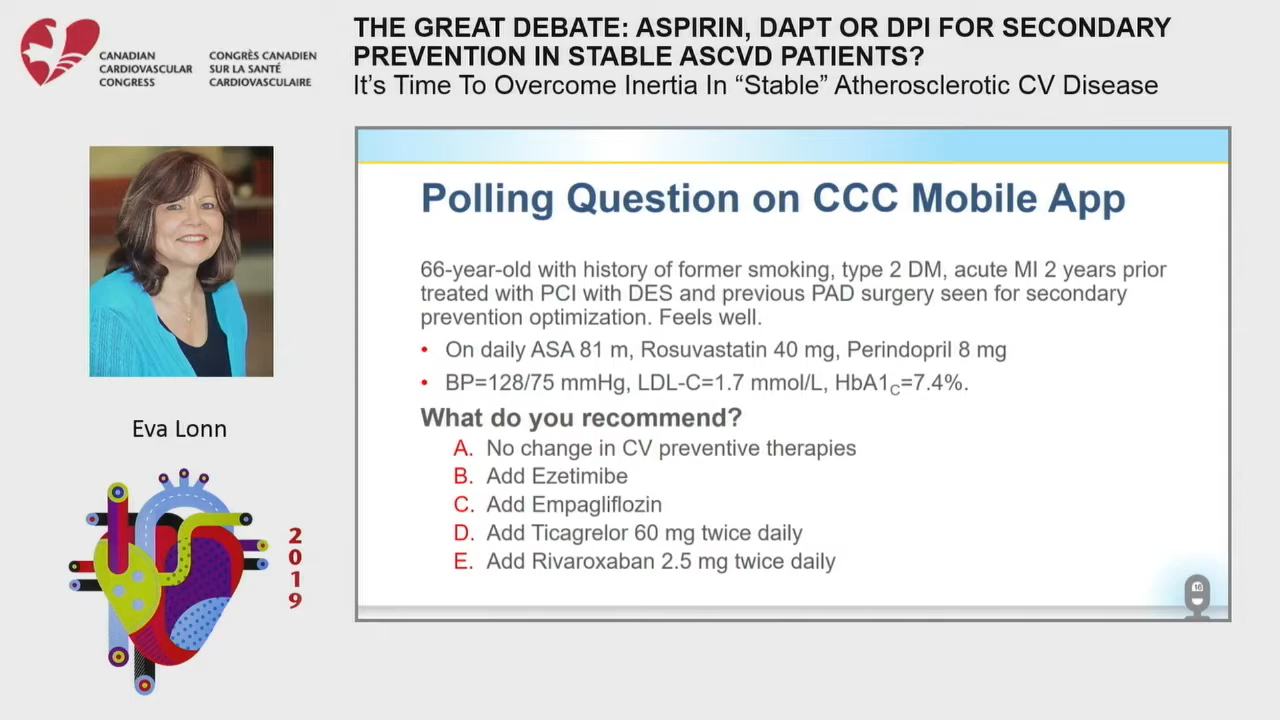 CANADIAN
CARDIOVASCULAR
CONGRESS
CONGRÈS CANADIEN
SUR LA SANTÉ
CARDIOVASCULAIRE
THE GREAT DEBATE: ASPIRIN, DAPT OR DPI FOR SECONDARY
PREVENTION IN STABLE ASCVD PATIENTS?
It's Time To Overcome Inertia In “Stable” Atherosclerotic CV Disease
Polling Question on CCC Mobile App
66-year-old with history of former smoking, type 2 DM, acute MI 2 years prior
treated with PCI with DES and previous PAD surgery seen for secondary
prevention optimization. Feels well.
• On daily ASA 81 m, Rosuvastatin 40 mg, Perindopril 8 mg
• BP=128/75 mmHg, LDL-C=1.7 mmol/L, HbA1C=7.4%.
What do you recommend?
A. No change in CV preventive therapies
B. Add Ezetimibe
C. Add Empagliflozin
D. Add Ticagrelor 60 mg twice daily
E. Add Rivaroxaban 2.5 mg twice daily
16
Eva Lonn
2019